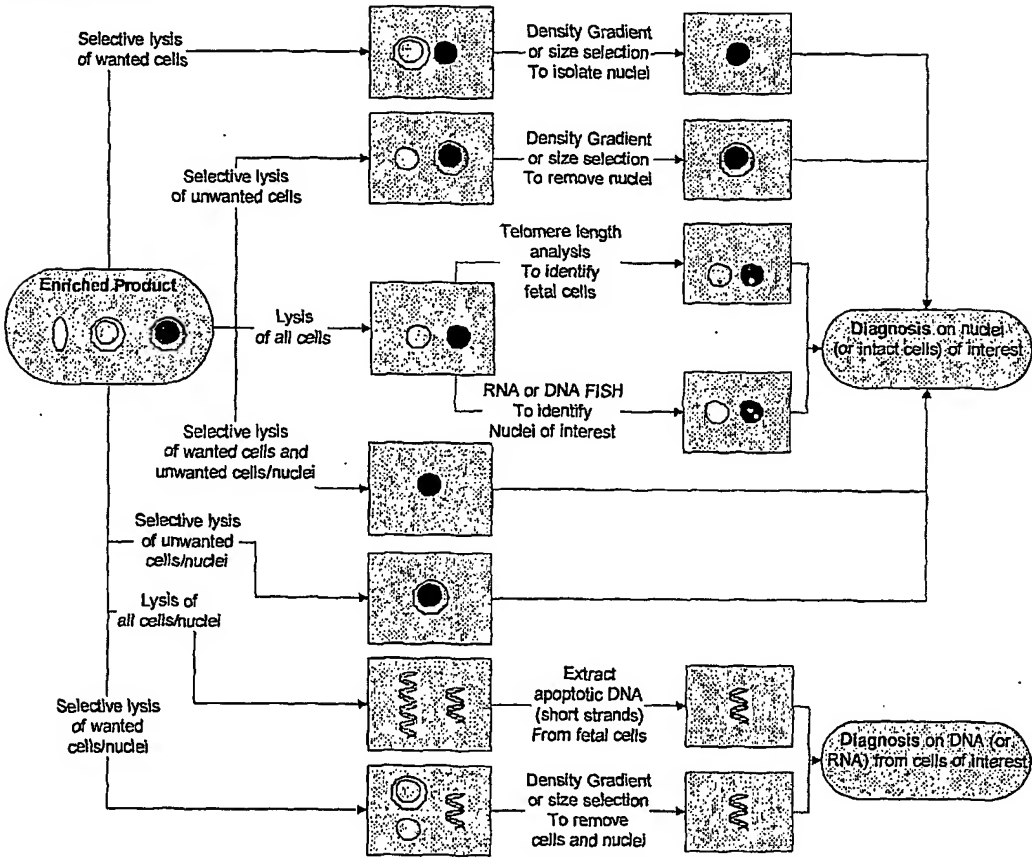 Selective lysis
of wanted cells
Density Gradient
or size selection
To isolate nuclei
Selective lysis
of unwanted cells
Density Gradient
or size selection
To remove nuclei
Enriched Product
Lysis
of all cells
Telomere length
analysis
To identify
fetal cells
RNA or DNA FISH
To identify
Nuclei of interest
Diagnosis on nuclei
(or intact cells) of interest
Selective lysis
of wanted cells and
unwanted cells/nuclei
Selective lysis
of unwanted
cells/nuclei
Lysis of
all cells/nuclei
Extract
apoptotic DNA
(short strands)
From fetal cells
Selective lysis
of wanted
cells/nuclei
Density Gradient
or size selection
To remove
cells and nuclei
Diagnosis on DNA (or
RNA) from cells of interest